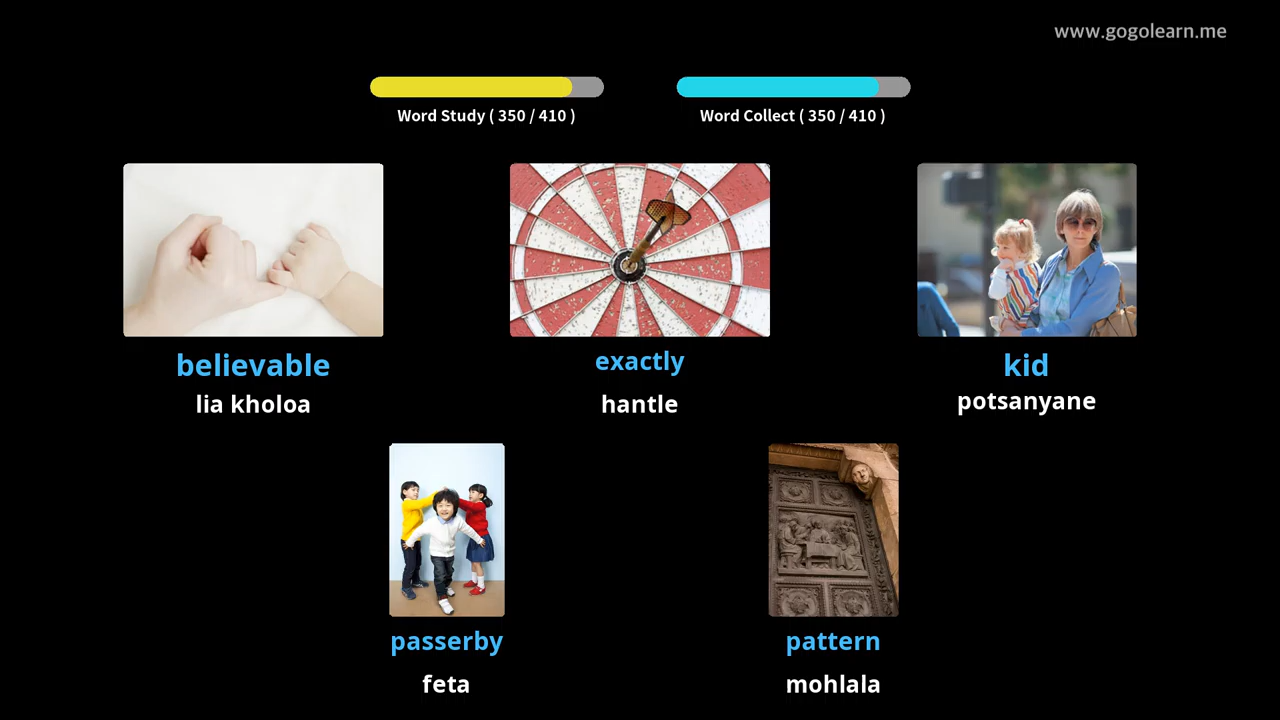 www.gogolearn.me
Word Study ( 350 / 410 )
Word Collect ( 350 / 410 )
believable
lia kholoa
exactly
hantle
kid
potsanyane
passerby
feta
pattern
mohlala